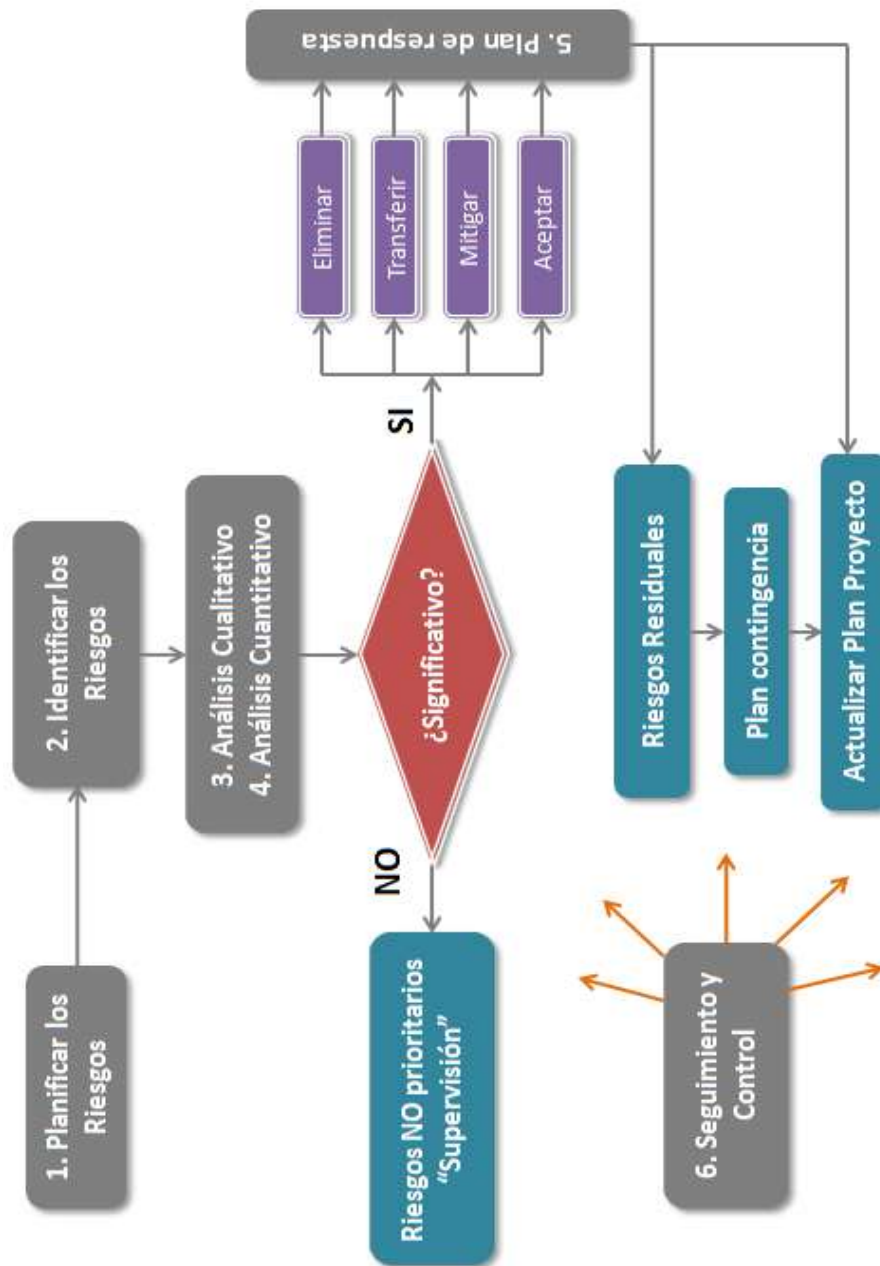 1. Planificar los
Riesgos
2. Identificar los
Riesgos
3. Análisis Cualitativo
4. Análisis Cuantitativo
¿Significativo?
NO
SI
Riesgos NO prioritarios
“Supervisión”
Eliminar
Transferir
Mitigar
Aceptar
5. Plan de respuesta
Riesgos Residuales
Plan contingencia
Actualizar Plan Proyecto
6. Seguimiento y
Control